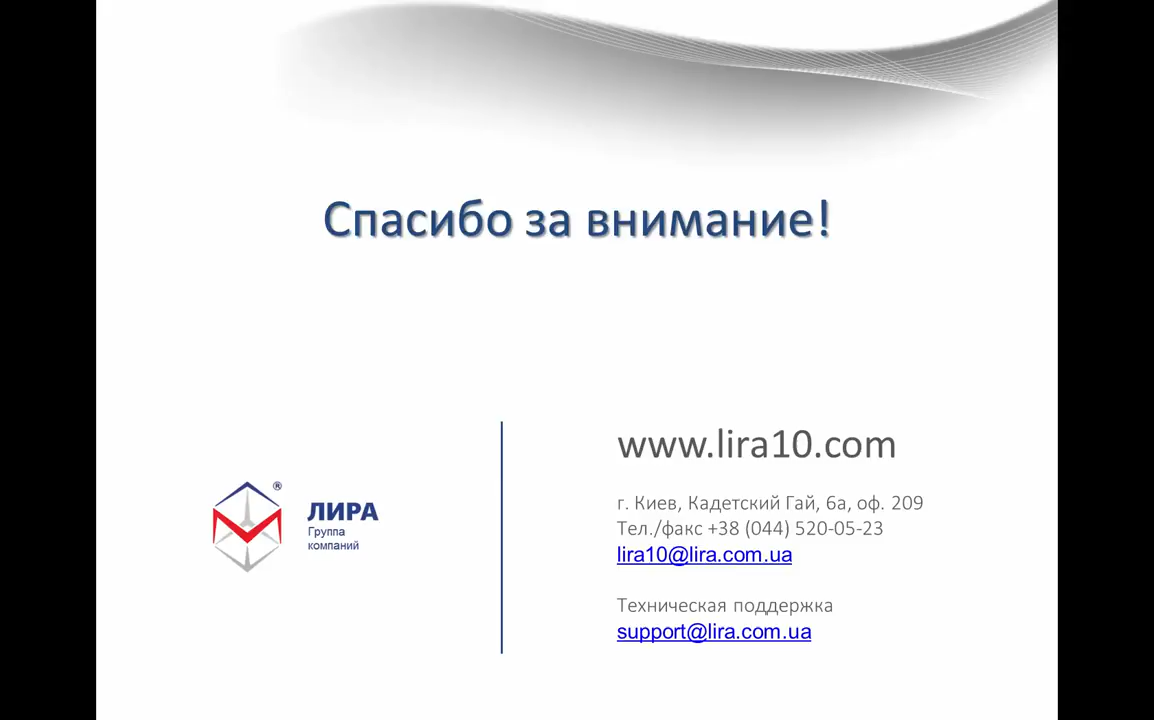 Спасибо за внимание!
®
ЛИРА
Группа
компаний
www.lira10.com
г. Киев, Кадетский Гай, 6а, оф. 209
Тел./факс +38 (044) 520-05-23
lira10@lira.com.ua
Техническая поддержка
support@lira.com.ua